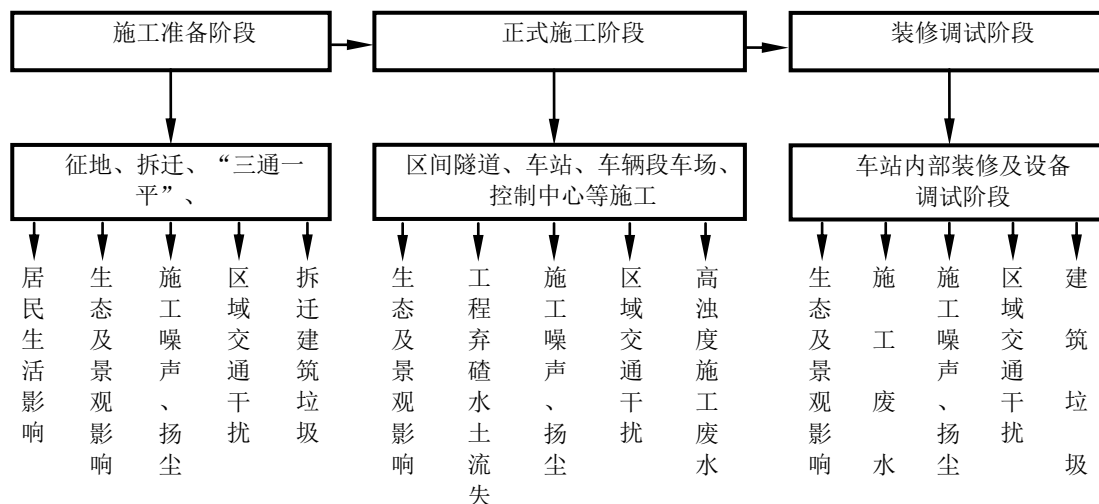 施工准备阶段
正式施工阶段
装修调试阶段
征地、拆迁、“三通一
平”、
区间隧道、车站、车辆段车场、
控制中心等施工
车站内部装修及设备
调试阶段
居民生活影响
生态及景观影响
施工噪声、扬尘
区域交通干扰
拆迁建筑垃圾
生态及景观影响
工程弃碴水土流失
施工噪声、扬尘
区域交通干扰
高浊度施工废水
生态及景观影响
施工废水
施工噪声、扬尘
区域交通干扰
建筑垃圾